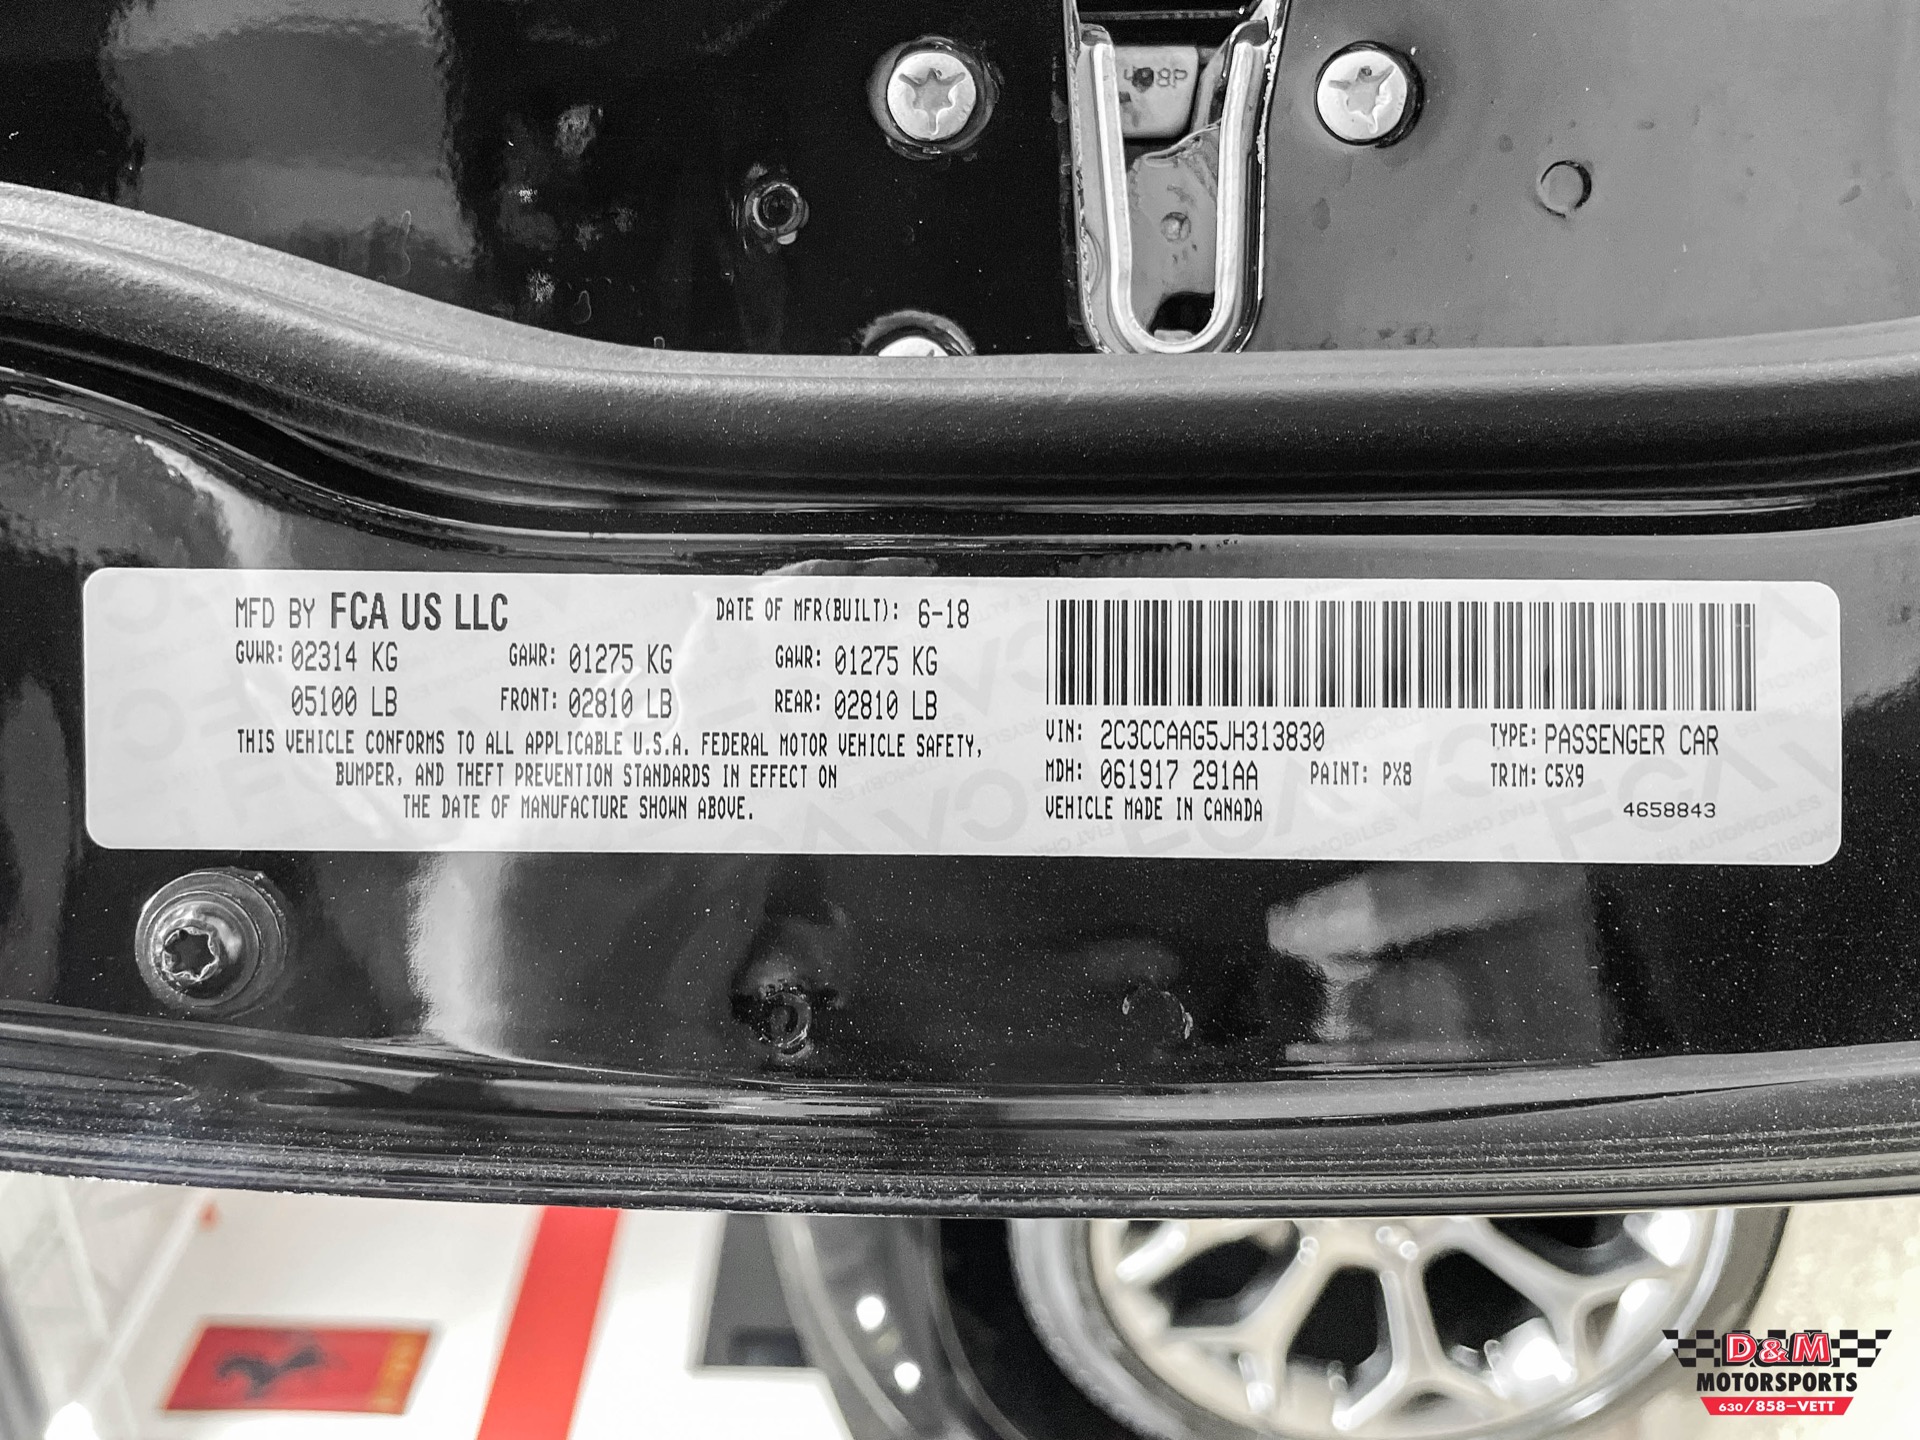 MFD BY FCA US LLC
DATE OF MFR(BUILT): 6-18
GVWR: 02314 KG
GAWR: 01275 KG
GAWR: 01275 KG
05100 LB
FRONT: 02810 LB
REAR: 02810 LB
THIS VEHICLE CONFORMS TO ALL APPLICABLE U.S.A. FEDERAL MOTOR VEHICLE SAFETY,
BUMPER, AND THEFT PREVENTION STANDARDS IN EFFECT ON
THE DATE OF MANUFACTURE SHOWN ABOVE.
VIN: 2C3CCAAG5JH313830
TYPE: PASSENGER CAR
MDH: 061917 291AA
PAINT: PX8
TRIM: C5X9
VEHICLE MADE IN CANADA
4658843
D&M
MOTORSPORTS
630/858-VETT